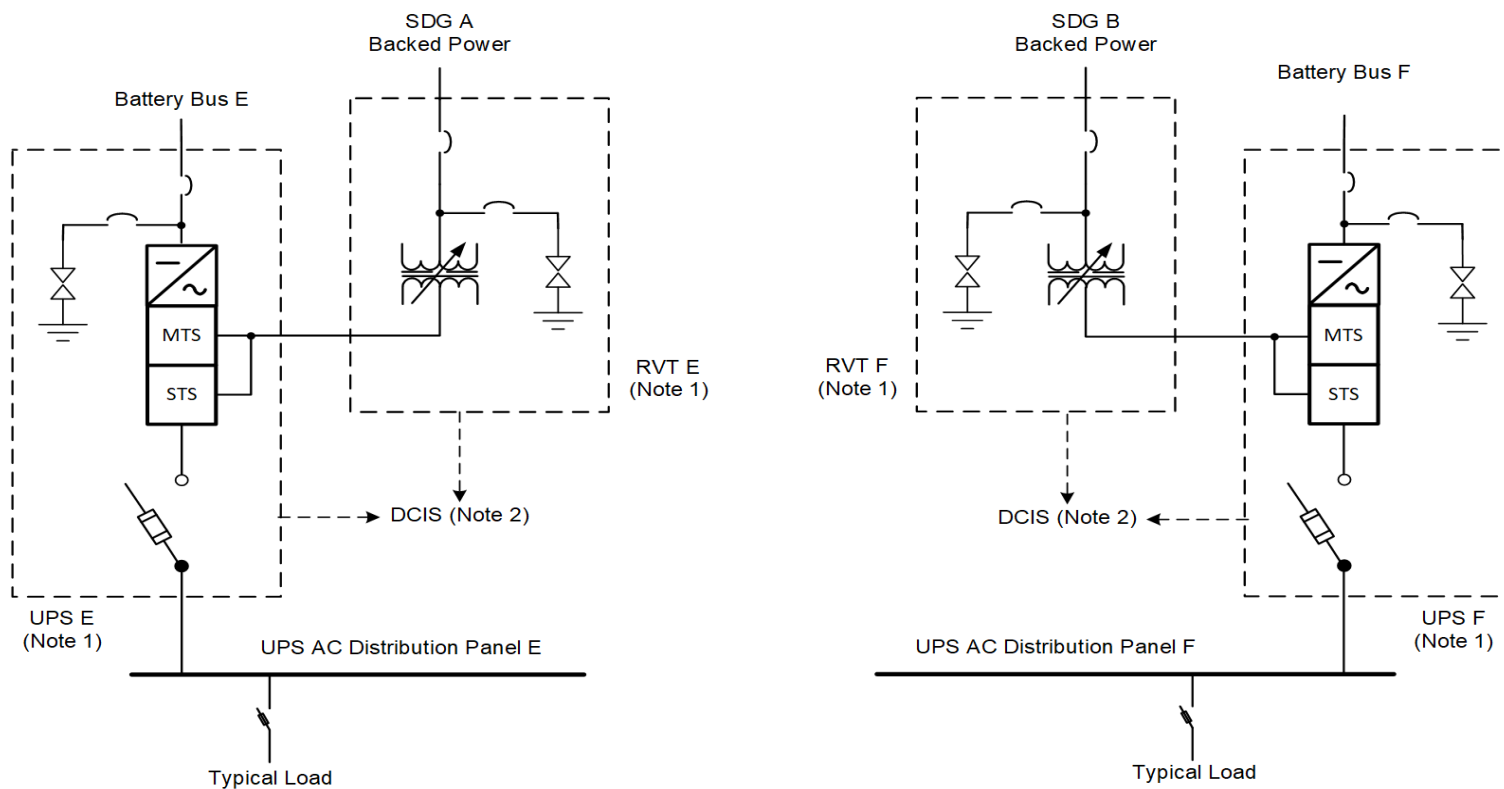 SDG A
Backed Power
SDG B
Backed Power
Battery Bus E
Battery Bus F
MTS
STS
RVT E
(Note 1)
RVT F
(Note 1)
MTS
STS
DCIS (Note 2)
DCIS (Note 2)
UPS E
(Note 1)
UPS F
(Note 1)
UPS AC Distribution Panel E
UPS AC Distribution Panel F
Typical Load
Typical Load